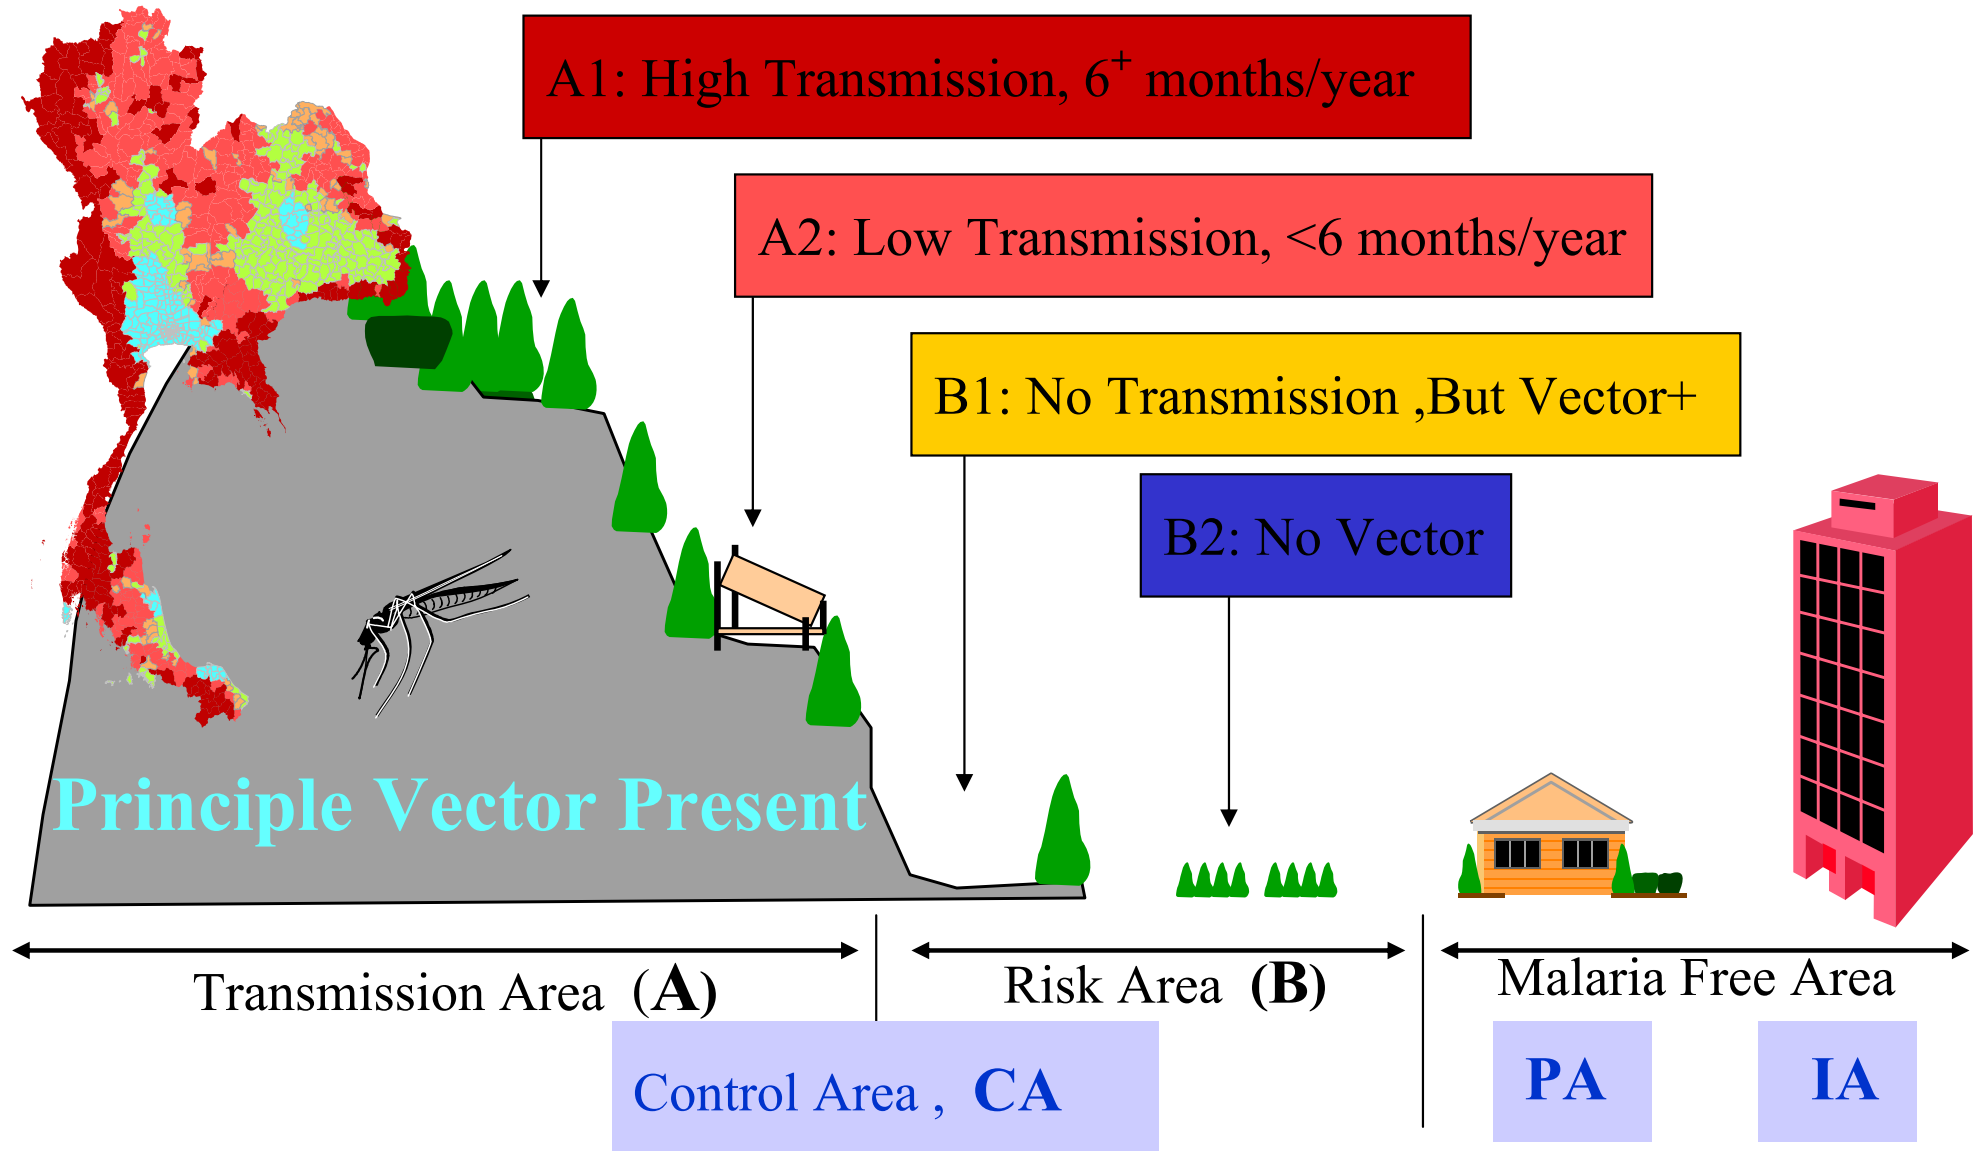 A1: High Transmission, 6+ months/year
A2: Low Transmission, <6 months/year
B1: No Transmission ,But Vector+
B2: No Vector
Principle Vector Present
Transmission Area (A)
Risk Area (B)
Malaria Free Area
Control Area , CA
PA
IA